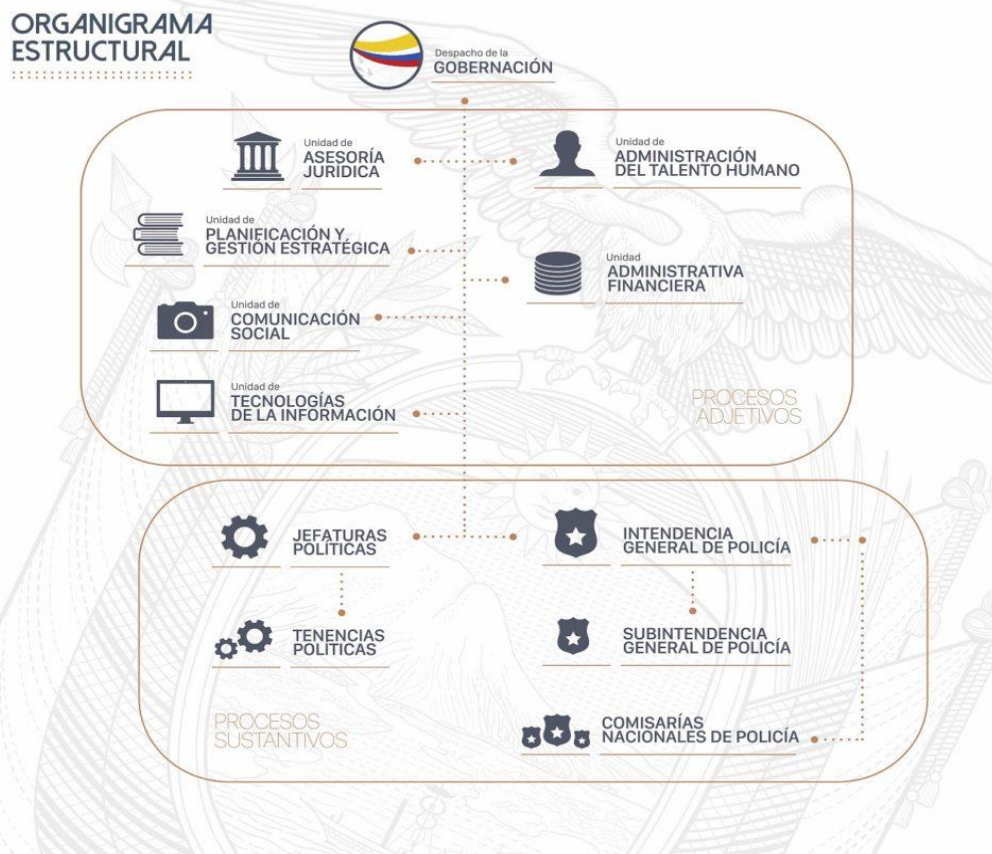 ORGANIGRAMA
ESTRUCTURAL
Despacho de la
GOBERNACIÓN
Unidad de
ASESORÍA
JURÍDICA
Unidad de
ADMINISTRACIÓN
DEL TALENTO HUMANO
Unidad de
PLANIFICACIÓN Y
GESTIÓN ESTRATÉGICA
Unidad
ADMINISTRATIVA
FINANCIERA
Unidad de
COMUNICACIÓN
SOCIAL
Unidad de
TECNOLOGÍAS
DE LA INFORMACIÓN
PROCESOS
ADJETIVOS
JEFATURAS
POLÍTICAS
INTENDENCIA
GENERAL DE POLICÍA
TENENCIAS
POLÍTICAS
SUBINTENDENCIA
GENERAL DE POLICÍA
PROCESOS
SUSTANTIVOS
COMISARÍAS
NACIONALES DE POLICÍA